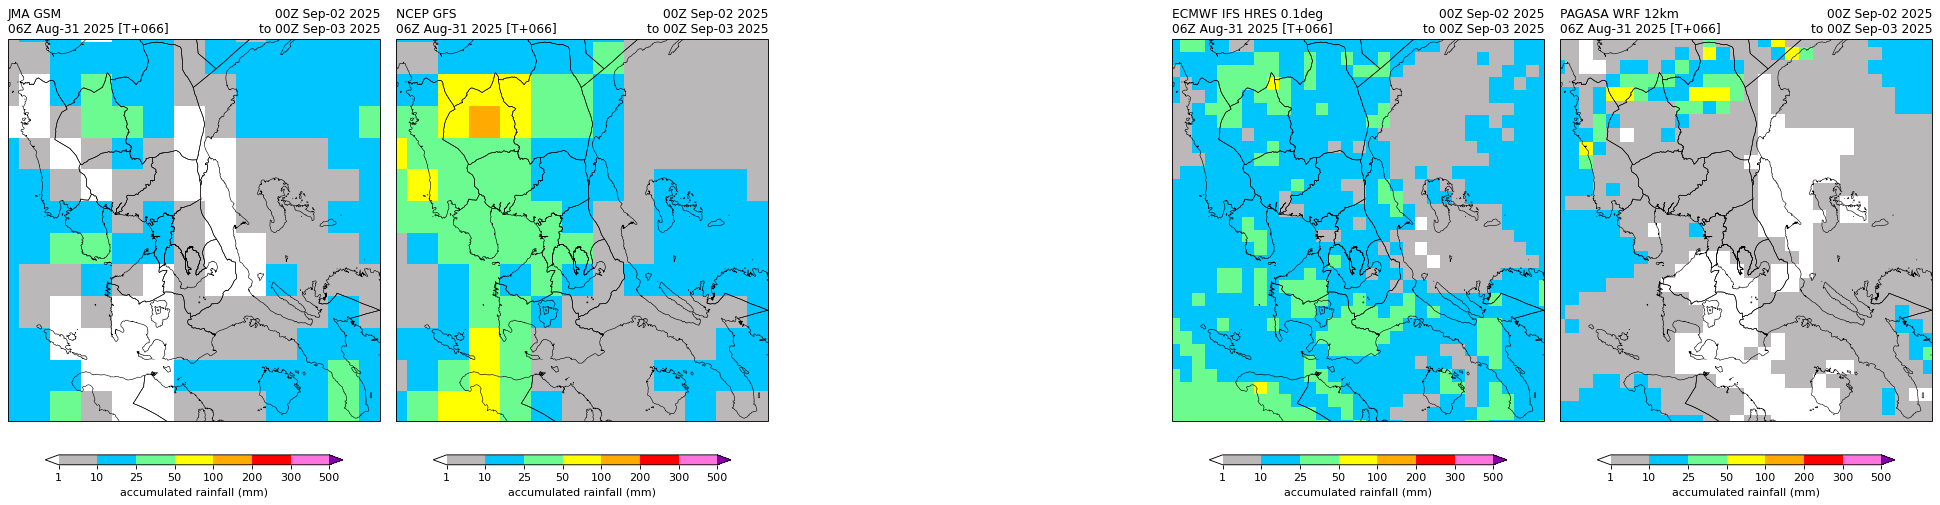 JMA GSM 00Z Sep-02 2025
06Z Aug-31 2025 [T+066] to 00Z Sep-03 2025
1 10 25 50 100 200 300 500
accumulated rainfall (mm)
NCEP GFS 00Z Sep-02 2025
06Z Aug-31 2025 [T+066] to 00Z Sep-03 2025
1 10 25 50 100 200 300 500
accumulated rainfall (mm)
ECMWF IFS HRES 0.1deg 00Z Sep-02 2025
06Z Aug-31 2025 [T+066] to 00Z Sep-03 2025
1 10 25 50 100 200 300 500
accumulated rainfall (mm)
PAGASA WRF 12km 00Z Sep-02 2025
06Z Aug-31 2025 [T+066] to 00Z Sep-03 2025
1 10 25 50 100 200 300 500
accumulated rainfall (mm)